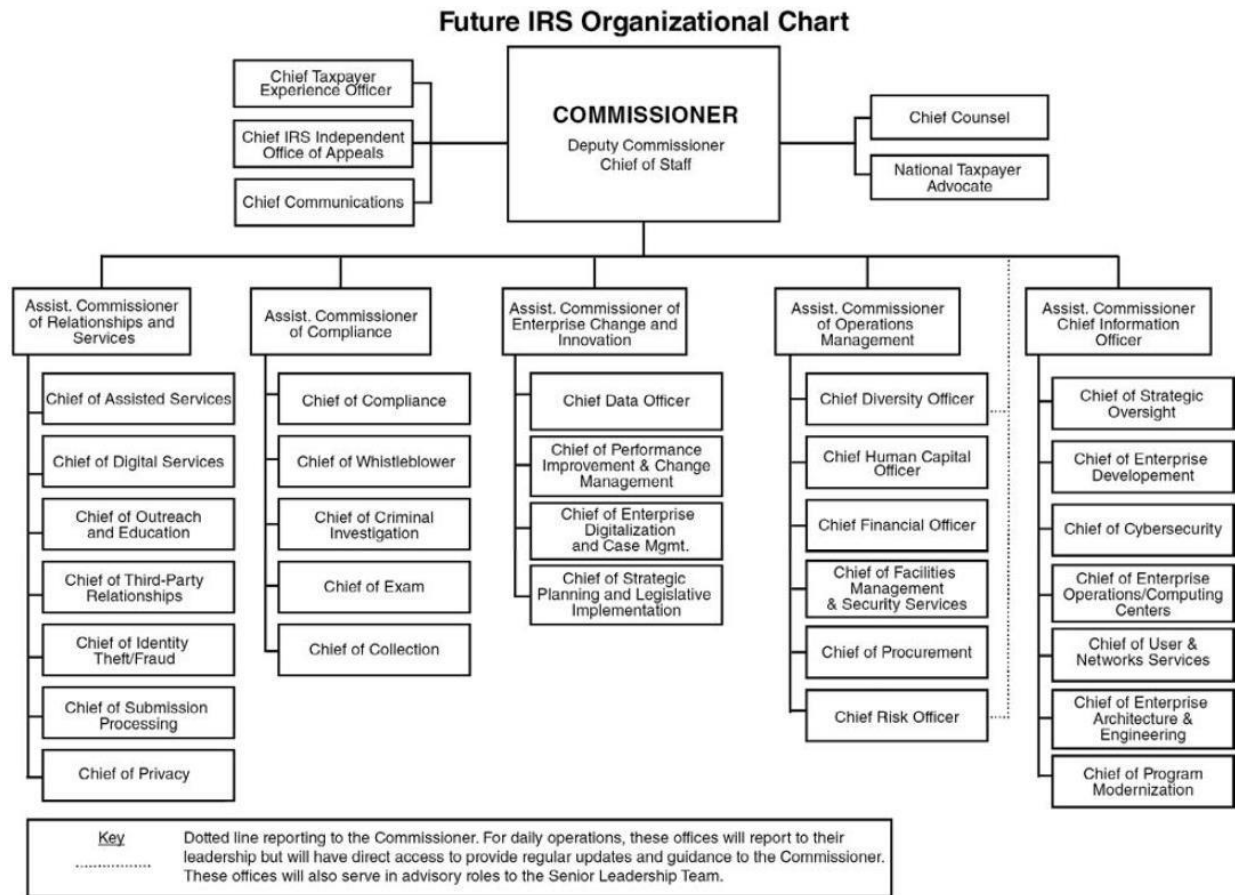 Future IRS Organizational Chart
Chief Taxpayer
Experience Officer
Chief IRS Independent
Office of Appeals
Chief Communications
COMMISSIONER
Deputy Commissioner
Chief of Staff
Chief Counsel
National Taxpayer
Advocate
Assist. Commissioner
of Relationships and
Services
Chief of Assisted Services
Chief of Digital Services
Chief of Outreach
and Education
Chief of Third-Party
Relationships
Chief of Identity
Theft/Fraud
Chief of Submission
Processing
Chief of Privacy
Assist. Commissioner
of Compliance
Chief of Compliance
Chief of Whistleblower
Chief of Criminal
Investigation
Chief of Exam
Chief of Collection
Assist. Commissioner of
Enterprise Change and
Innovation
Chief Data Officer
Chief of Performance
Improvement & Change
Management
Chief of Enterprise
Digitalization
and Case Mgmt.
Chief of Strategic
Planning and Legislative
Implementation
Assist. Commissioner
of Operations
Management
Chief Diversity Officer
Chief Human Capital
Officer
Chief Financial Officer
Chief of Facilities
Management
& Security Services
Chief of Procurement
Chief Risk Officer
Assist. Commissioner
Chief Information
Officer
Chief of Strategic
Oversight
Chief of Enterprise
Developement
Chief of Cybersecurity
Chief of Enterprise
Operations/Computing
Centers
Chief of User &
Networks Services
Chief of Enterprise
Architecture &
Engineering
Chief of Program
Modernization
Key
Dotted line reporting to the Commissioner. For daily operations, these offices will report to their
leadership but will have direct access to provide regular updates and guidance to the Commissioner.
These offices will also serve in advisory roles to the Senior Leadership Team.